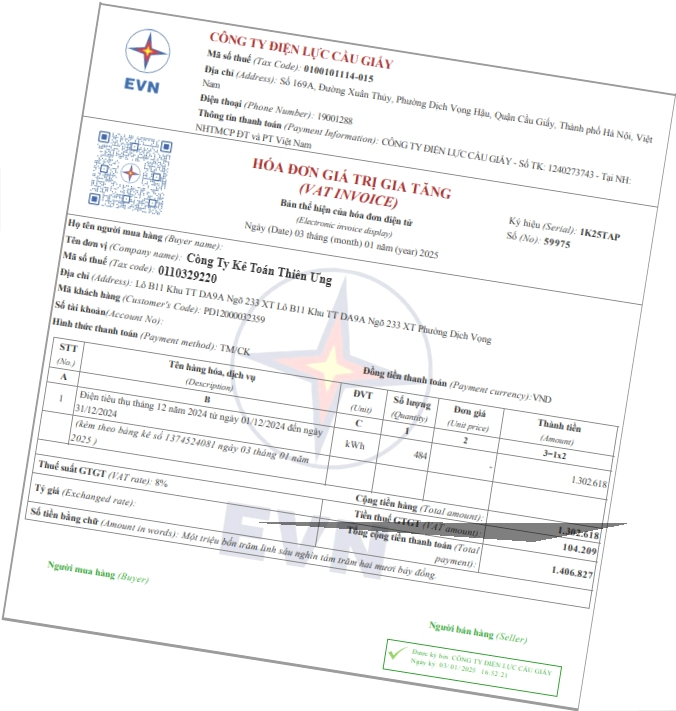 CÔNG TY ĐIỆN LỰC CẦU GIẤY
Mã số thuế (Tax Code): 0100101114-015
Địa chỉ (Address): Số 169A, Đường Xuân Thủy, Phường Dịch Vọng Hậu, Quận Cầu Giấy, Thành phố Hà Nội, Việt
Nam
Điện thoại (Phone Number): 19001288
Thông tin thanh toán (Payment Information): CÔNG TY ĐIỆN LỰC CẦU GIẤY - Số TK: 1240273743 - Tại NH:
NHTMCP ĐT và PT Việt Nam
EVN
HÓA ĐƠN GIÁ TRỊ GIA TĂNG
(VAT INVOICE)
Bản thể hiện của hóa đơn điện tử
(Electronic invoice display)
Ngày (Date) 03 tháng (month) 01 năm (year) 2025
Ký hiệu (Serial): 1K25TAP
Số (No): 59975
Họ tên người mua hàng (Buyer name):
Tên đơn vị (Company name): Công Ty Kế Toán Thiên Ưng
Mã số thuế (Tax code): 0110329220
Địa chỉ (Address): Lô B11 Khu TT DA9A Ngõ 233 XT Lô B11 Khu TT DA9A Ngõ 233 XT Phường Dịch Vọng
Mã khách hàng (Customer's Code): PD12000032359
Số tài khoản(Account No):
Hình thức thanh toán (Payment method): TM/CK
Đồng tiền thanh toán (Payment currency):VND
STT
(No.)
Tên hàng hóa, dịch vụ
(Description)
ĐVT
(Unit)
Số lượng
(Quantity)
Đơn giá
(Unit price)
Thành tiền
(Amount)
A
B
C
1
2
3=1x2
1
Điện tiêu thụ tháng 12 năm 2024 từ ngày 01/12/2024 đến ngày
31/12/2024
(kèm theo bảng kê số 1374524081 ngày 03 tháng 01 năm
2025 )
kWh
484
-
1.302.618
Cộng tiền hàng (Total amount):
1.302.618
Thuế suất GTGT (VAT rate): 8%
Tiền thuế GTGT (VAT amount):
104.209
Tỷ giá (Exchanged rate):
Tổng cộng tiền thanh toán (Total
payment):
1.406.827
Số tiền bằng chữ (Amount in words): Một triệu bốn trăm linh sáu nghìn tám trăm hai mươi bảy đồng.
EVN
Người mua hàng (Buyer)
Người bán hàng (Seller)
Được ký bởi CÔNG TY ĐIỆN LỰC CẦU GIẤY
Ngày ký 03/01/2025 16:52:21